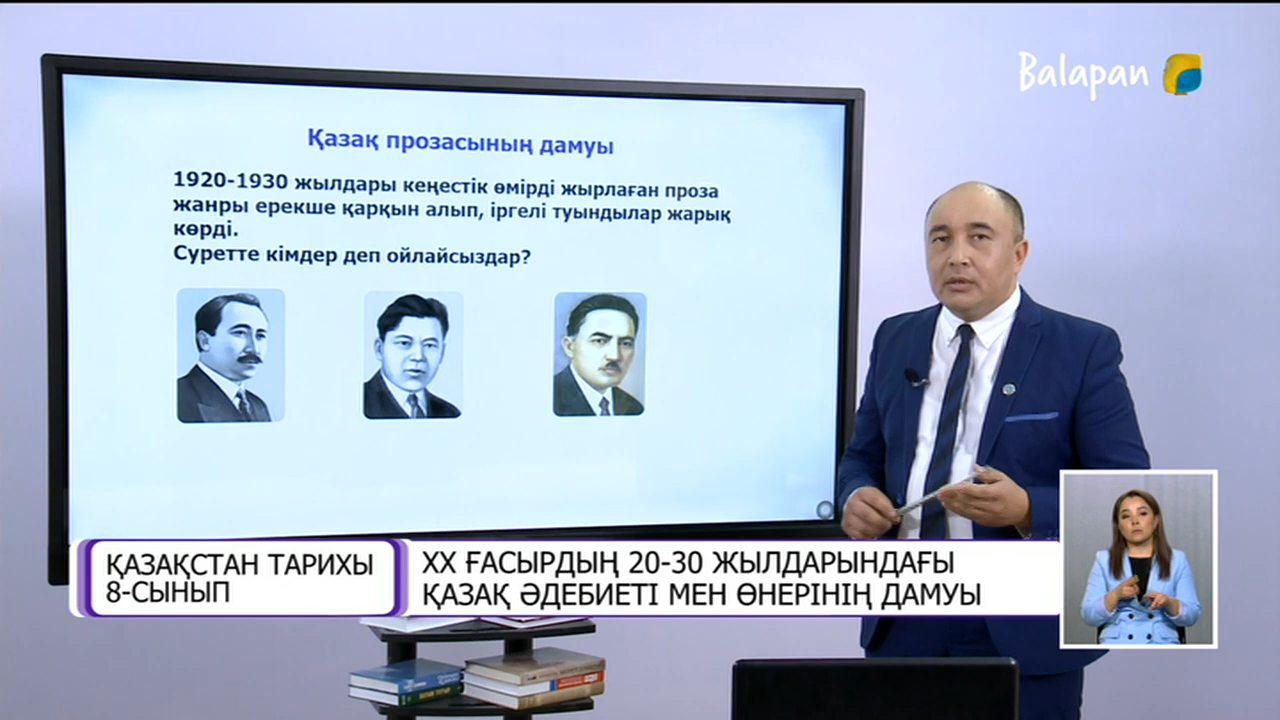 Balapan
Қазақ прозасының дамуы
1920-1930 жылдары кеңестік өмірді жырлаған проза
жанры ерекше қарқын алып, іргелі туындылар жарық
көрді.
Суретте кімдер деп ойлайсыздар?
ҚАЗАҚСТАН ТАРИХЫ
8-СЫНЫП
ХХ ҒАСЫРДЫҢ 20-30 ЖЫЛДАРЫНДАҒЫ
ҚАЗАҚ ӘДЕБИЕТІ МЕН ӨНЕРІНІҢ ДАМУЫ